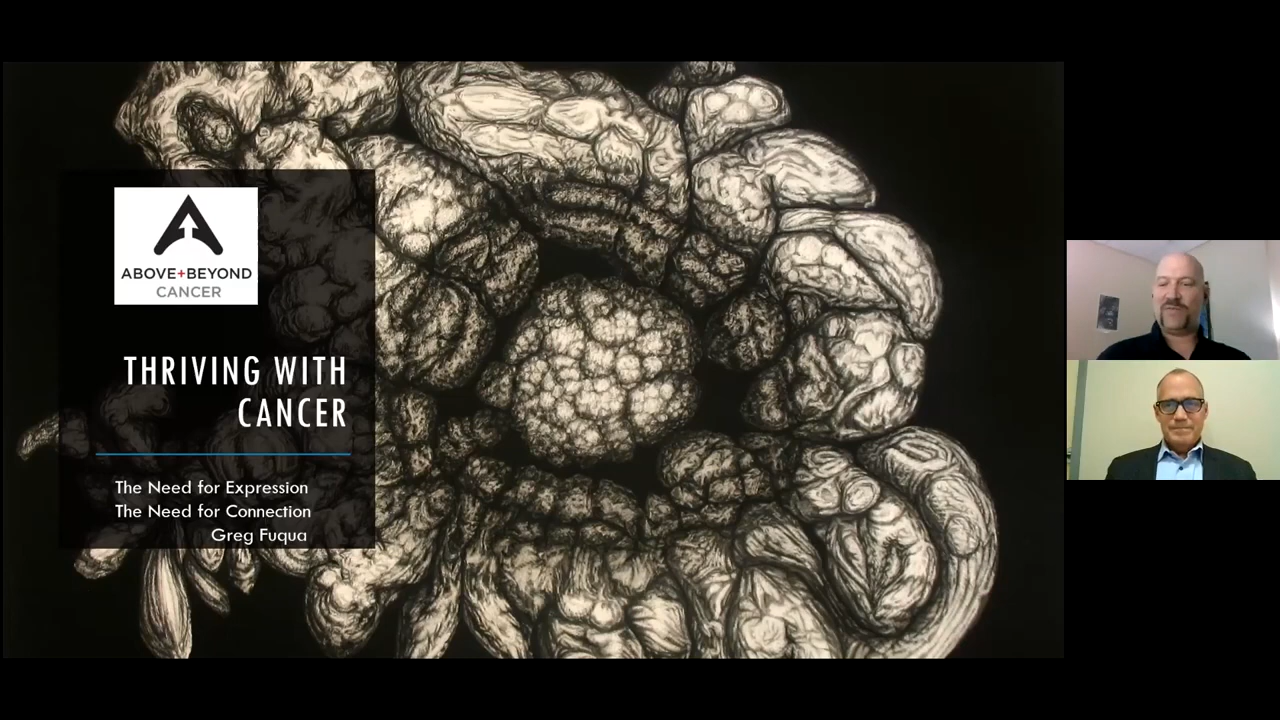 ABOVE+BEYOND
CANCER
THRIVING WITH
CANCER
The Need for Expression
The Need for Connection
Greg Fuqua